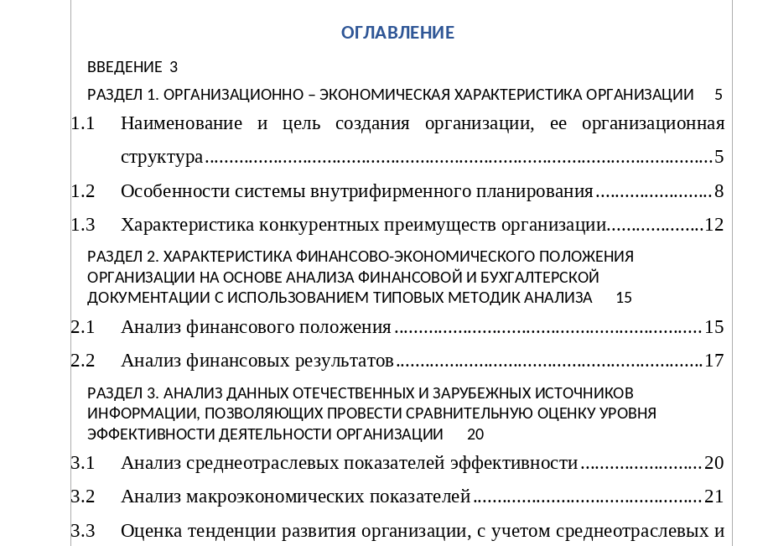 ОГЛАВЛЕНИЕ
ВВЕДЕНИЕ 3
РАЗДЕЛ 1. ОРГАНИЗАЦИОННО – ЭКОНОМИЧЕСКАЯ ХАРАКТЕРИСТИКА ОРГАНИЗАЦИИ 5
1.1 Наименование и цель создания организации, ее организационная
структура.......................................................................................5
1.2 Особенности системы внутрифирменного планирования.......................8
1.3 Характеристика конкурентных преимуществ организации...................12
РАЗДЕЛ 2. ХАРАКТЕРИСТИКА ФИНАНСОВО-ЭКОНОМИЧЕСКОГО ПОЛОЖЕНИЯ
ОРГАНИЗАЦИИ НА ОСНОВЕ АНАЛИЗА ФИНАНСОВОЙ И БУХГАЛТЕРСКОЙ
ДОКУМЕНТАЦИИ С ИСПОЛЬЗОВАНИЕМ ТИПОВЫХ МЕТОДИК АНАЛИЗА 15
2.1 Анализ финансового положения.............................................................15
2.2 Анализ финансовых результатов.............................................................17
РАЗДЕЛ 3. АНАЛИЗ ДАННЫХ ОТЕЧЕСТВЕННЫХ И ЗАРУБЕЖНЫХ ИСТОЧНИКОВ
ИНФОРМАЦИИ, ПОЗВОЛЯЮЩИХ ПРОВЕСТИ СРАВНИТЕЛЬНУЮ ОЦЕНКУ УРОВНЯ
ЭФФЕКТИВНОСТИ ДЕЯТЕЛЬНОСТИ ОРГАНИЗАЦИИ 20
3.1 Анализ среднеотраслевых показателей эффективности........................20
3.2 Анализ макроэкономических показателей..............................................21
3.3 Оценка тенденции развития организации, с учетом среднеотраслевых и